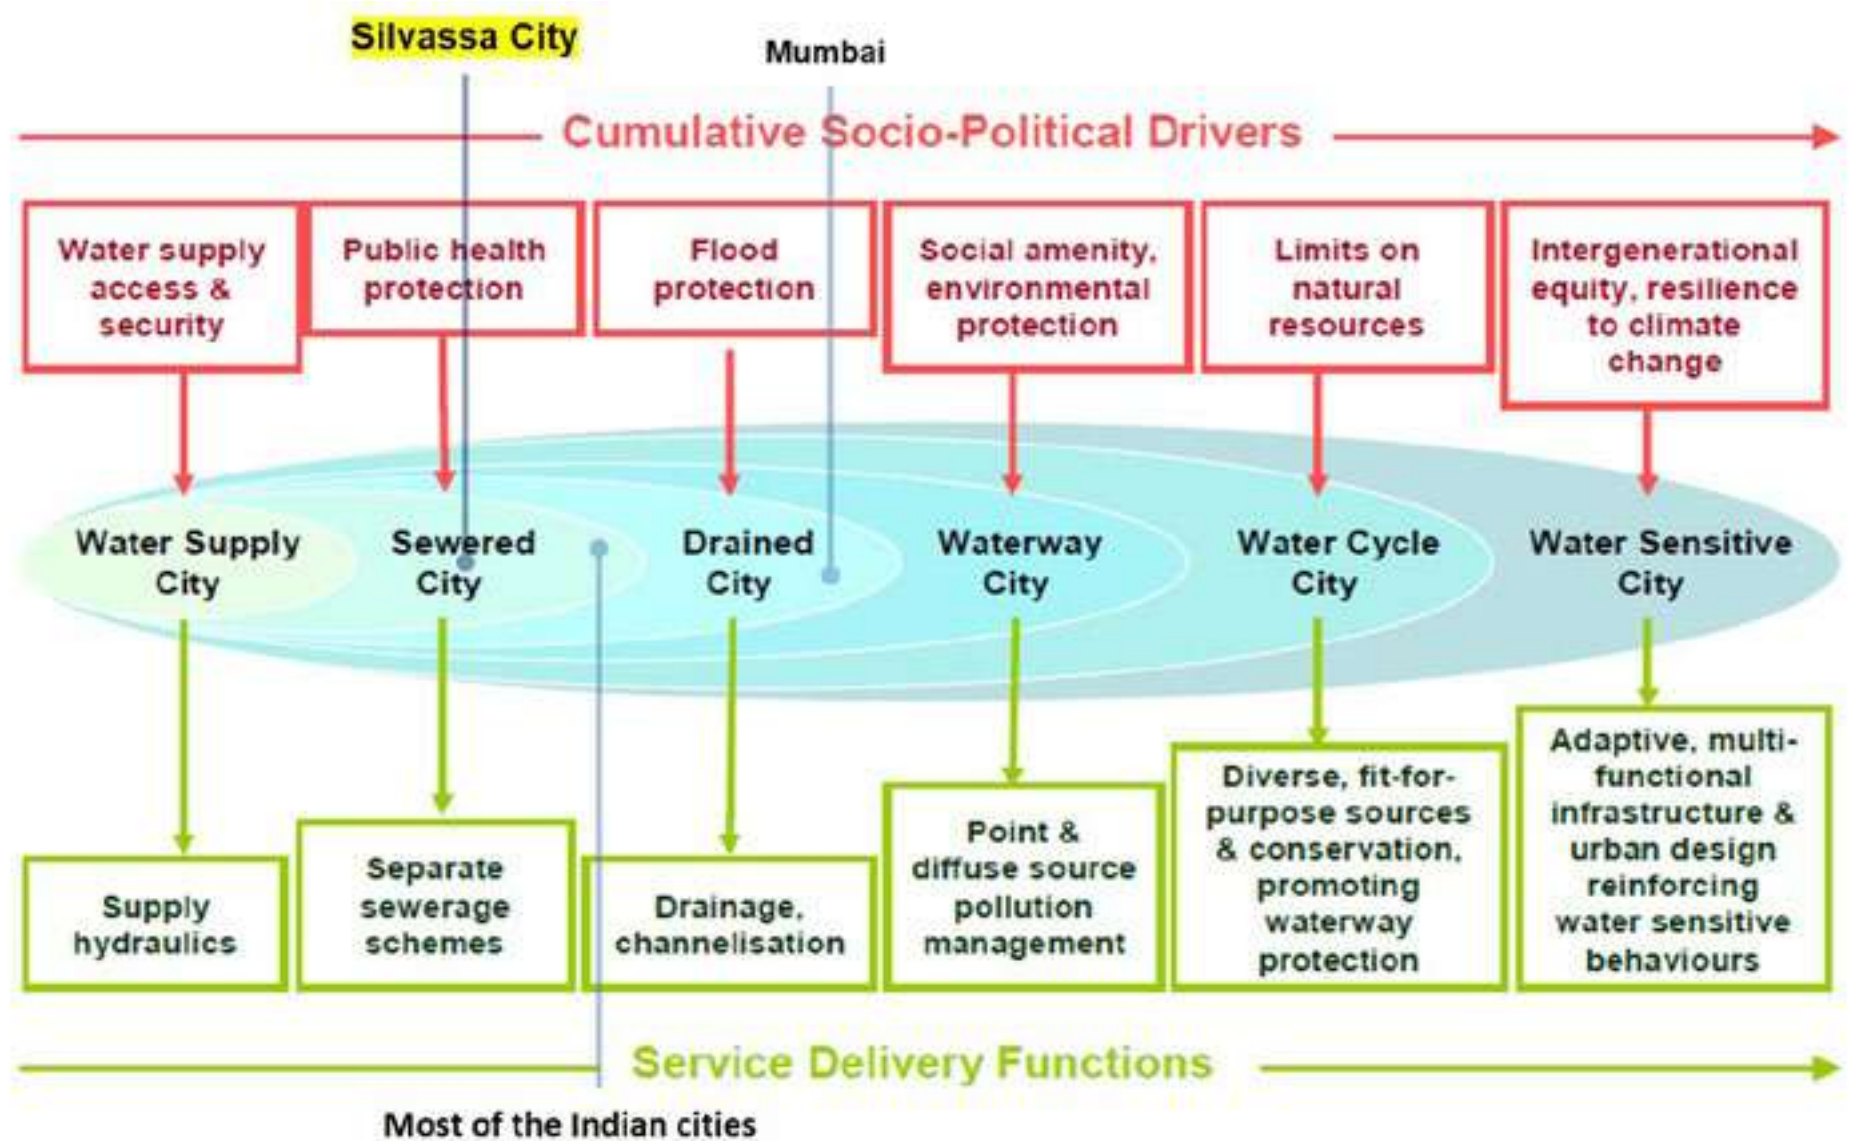 Silvassa City
Mumbai
Cumulative Socio-Political Drivers
Water supply
access &
security
Public health
protection
Flood
protection
Social amenity,
environmental
protection
Limits on
natural
resources
Intergenerational
equity, resilience
to climate
change
Water Supply
City
Sewered
City
Drained
City
Waterway
City
Water Cycle
City
Water Sensitive
City
Supply
hydraulics
Separate
sewerage
schemes
Drainage,
channelisation
Point &
diffuse source
pollution
management
Diverse, fit-for-
purpose sources
& conservation,
promoting
waterway
protection
Adaptive, multi-
functional
infrastructure &
urban design
reinforcing
water sensitive
behaviours
Service Delivery Functions
Most of the Indian cities